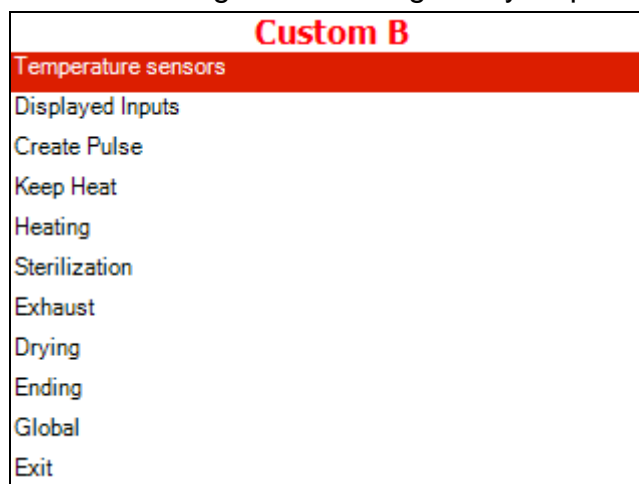 Custom B
Temperature sensors
Displayed Inputs
Create Pulse
Keep Heat
Heating
Sterilization
Exhaust
Drying
Ending
Global
Exit